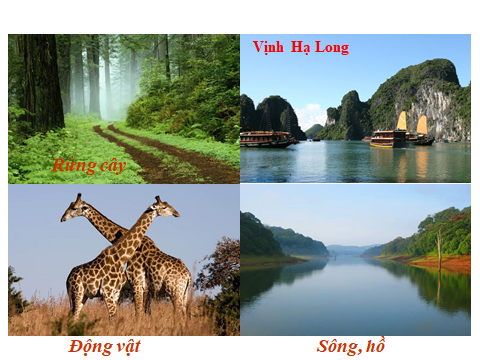 Vịnh Hạ Long
Rừng cây
Động vật
Sông, hồ